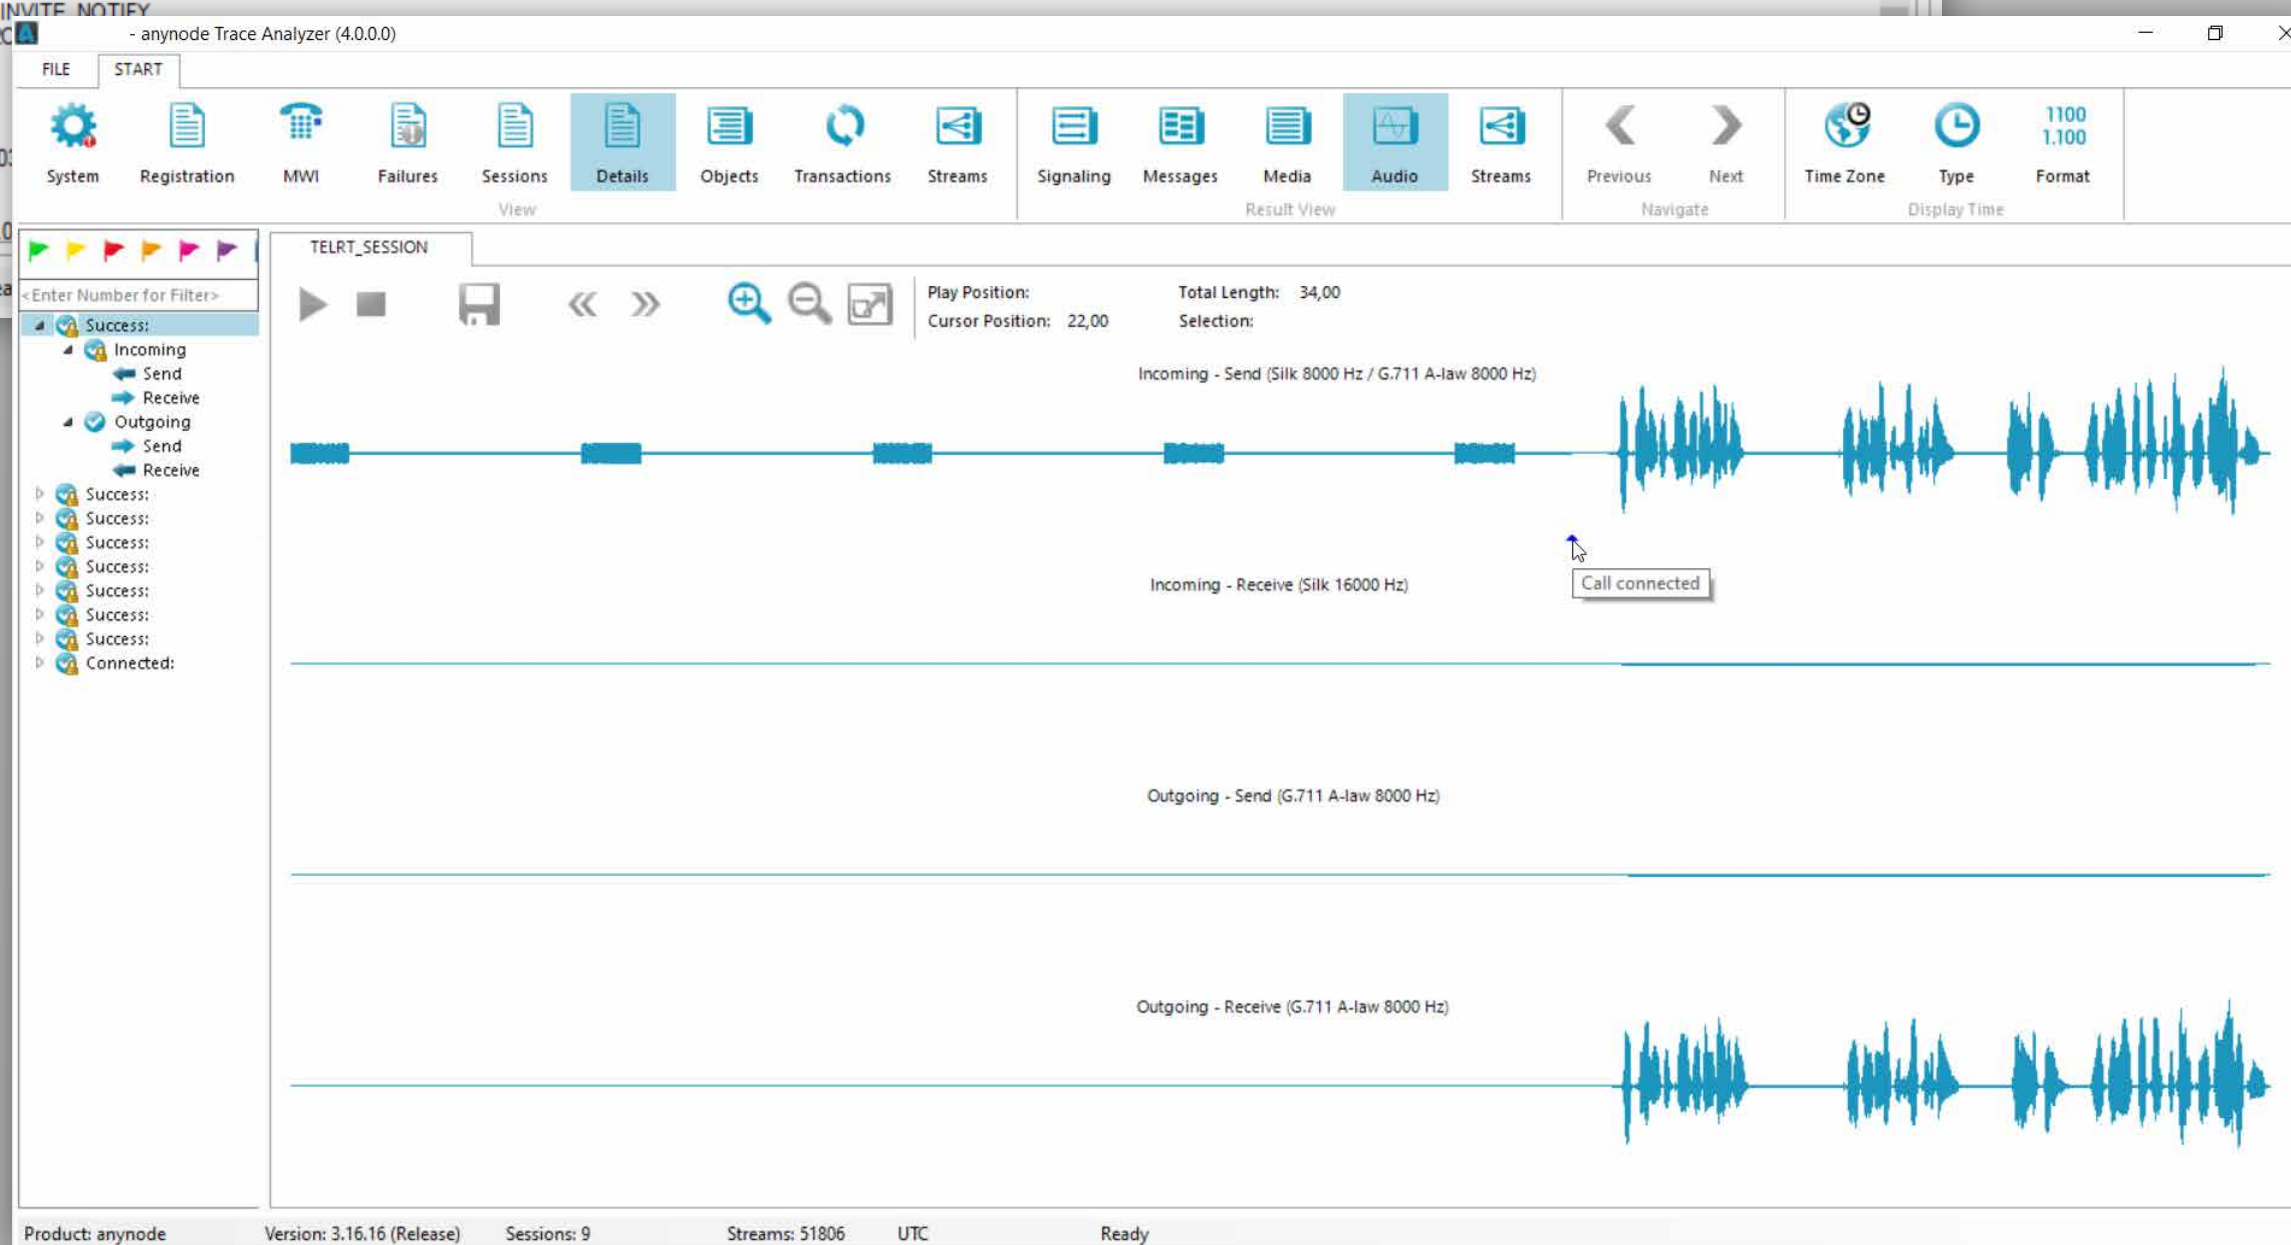 INVITE NOTIFY
- anynode Trace Analyzer (4.0.0.0)
FILE START
System Registration MWI Failures Sessions Details Objects Transactions Streams Signaling Messages Media Audio Streams Previous Next Time Zone Type Format
1100
1.100
View Result View Navigate Display Time
TELRT_SESSION
<Enter Number for Filter>
Play Position: Total Length: 34,00
Cursor Position: 22,00 Selection:
Success:
Incoming
Send
Receive
Outgoing
Send
Receive
Success:
Success:
Success:
Success:
Success:
Success:
Success:
Connected:
Incoming - Send (Silk 8000 Hz / G.711 A-law 8000 Hz)
Call connected
Incoming - Receive (Silk 16000 Hz)
Outgoing - Send (G.711 A-law 8000 Hz)
Outgoing - Receive (G.711 A-law 8000 Hz)
Product: anynode Version: 3.16.16 (Release) Sessions: 9 Streams: 51806 UTC Ready